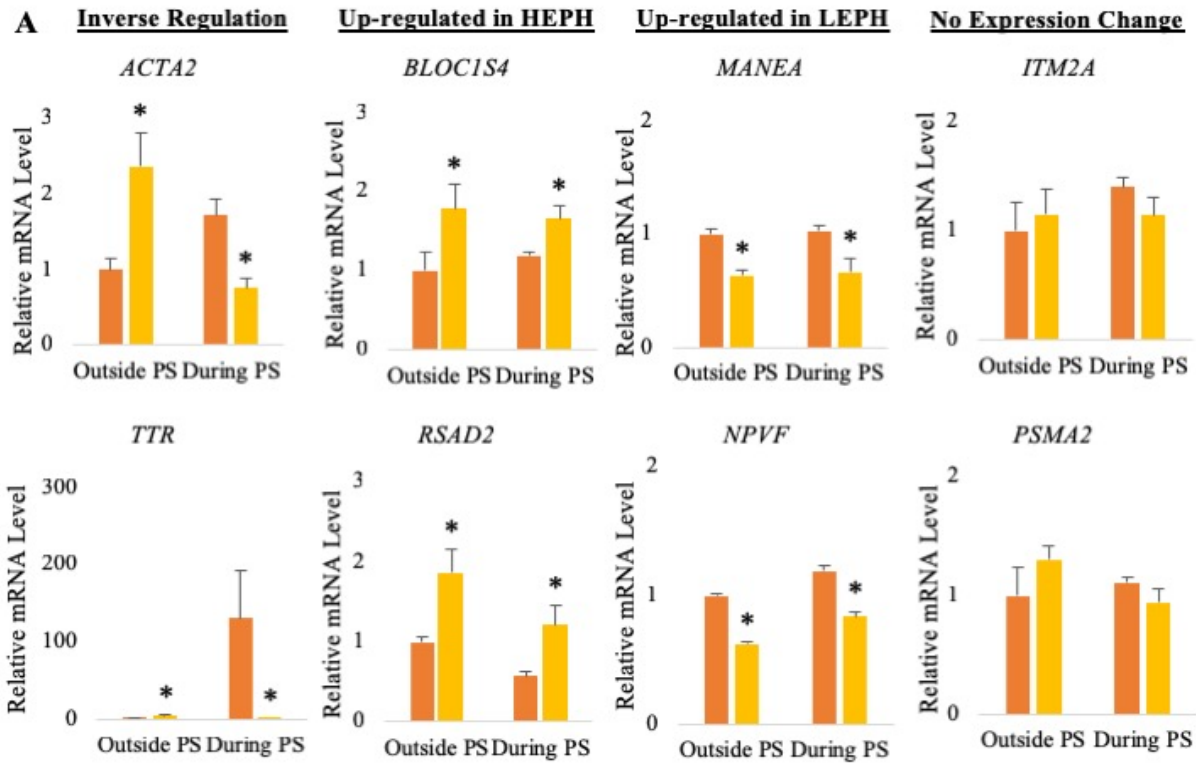 A
Inverse Regulation
Up-regulated in HEPH
Up-regulated in LEPH
No Expression Change
ACTA2
Relative mRNA Level
3
2
1
0
*
*
Outside PS During PS
BLOC1S4
Relative mRNA Level
3
2
1
0
*
*
Outside PS During PS
MANEA
Relative mRNA Level
2
1
0
*
*
Outside PS During PS
ITM2A
Relative mRNA Level
2
1
0
Outside PS During PS
TTR
Relative mRNA Level
300
200
100
0
*
*
Outside PS During PS
RSAD2
Relative mRNA Level
3
2
1
0
*
*
Outside PS During PS
NPVF
Relative mRNA Level
2
1
0
*
*
Outside PS During PS
PSMA2
Relative mRNA Level
2
1
0
Outside PS During PS